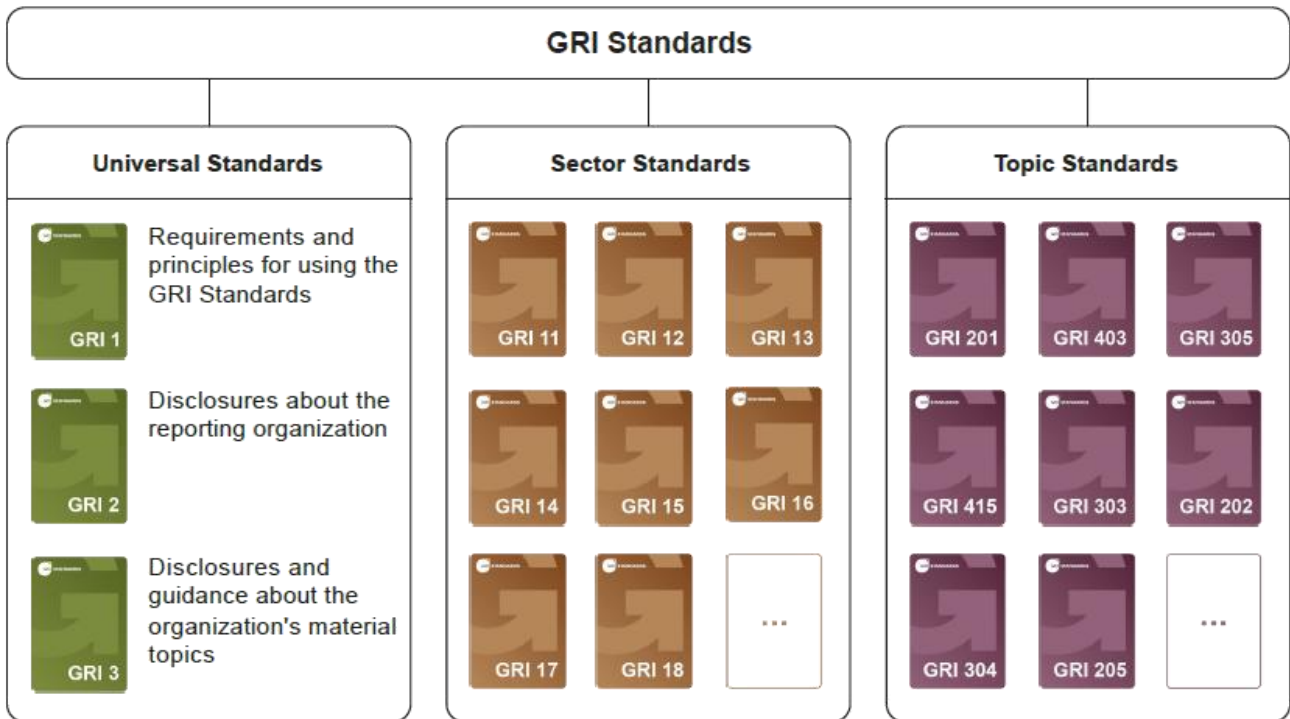 GRI Standards
Universal Standards
Requirements and
principles for using the
GRI Standards
GRI 1
Disclosures about the
reporting organization
GRI 2
Disclosures and
guidance about the
organization's material
topics
GRI 3
Sector Standards
GRI 11
GRI 12
GRI 13
GRI 14
GRI 15
GRI 16
GRI 17
GRI 18
...
Topic Standards
GRI 201
GRI 403
GRI 305
GRI 415
GRI 303
GRI 202
GRI 304
GRI 205
...